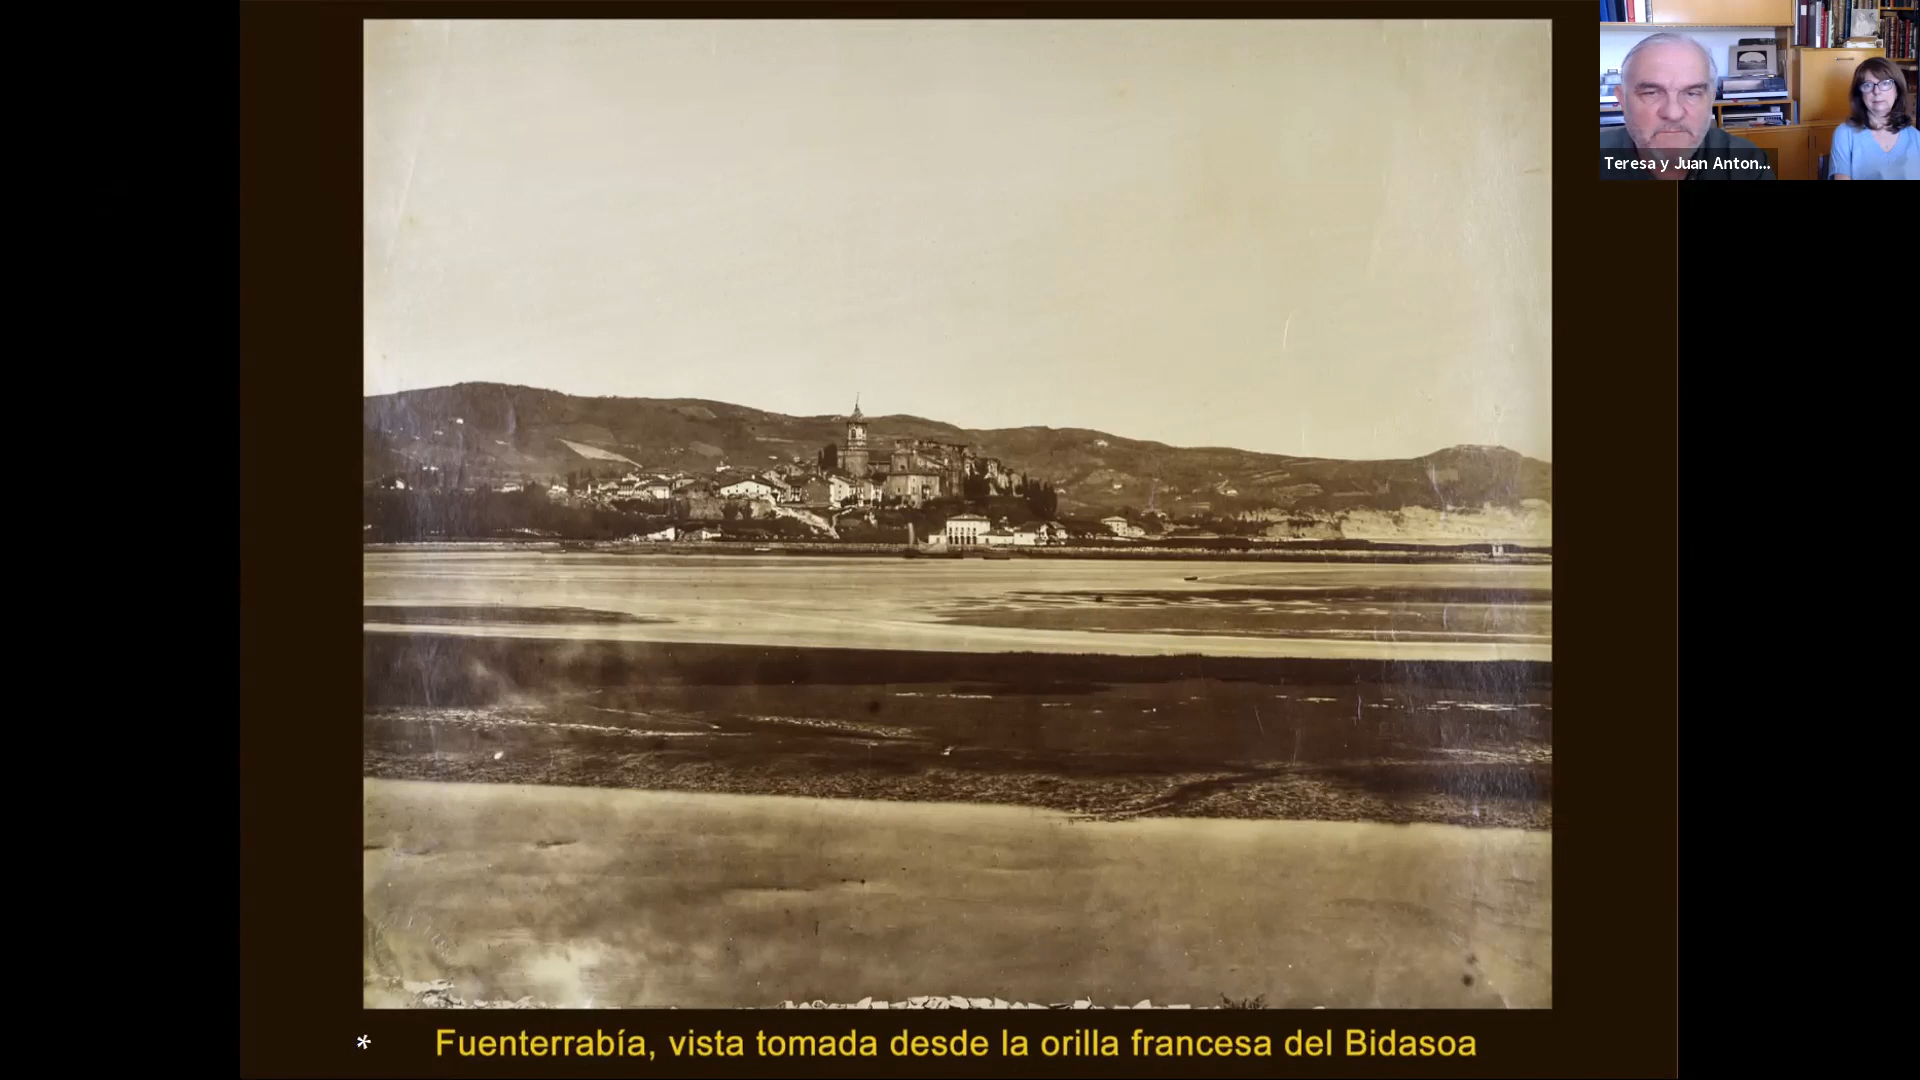 Teresa y Juan Anton...
* Fuenterrabía, vista tomada desde la orilla francesa del Bidasoa